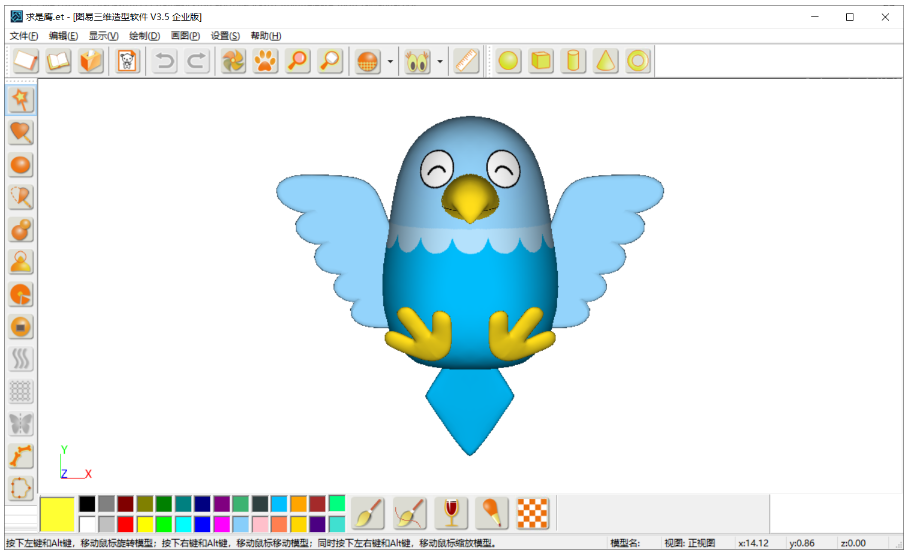 求是鹰.et - [图易三维造型软件 V3.5 企业版]
文件(F) 编辑(E) 显示(V) 绘制(D) 画图(P) 设置(S) 帮助(H)
Y
Z X
按下左键和Alt键，移动鼠标旋转模型；按下右键和Alt键，移动鼠标移动模型；同时按下左右键和Alt键，移动鼠标缩放模型。 模型名: 视图: 正视图 x:14.12 y:0.86 z:0.00